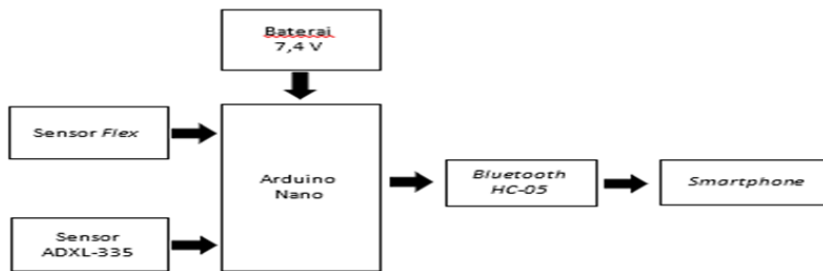 Baterai
7,4 V
Sensor Flex
Arduino
Nano
Bluetooth
HC-05
Smartphone
Sensor
ADXL-335